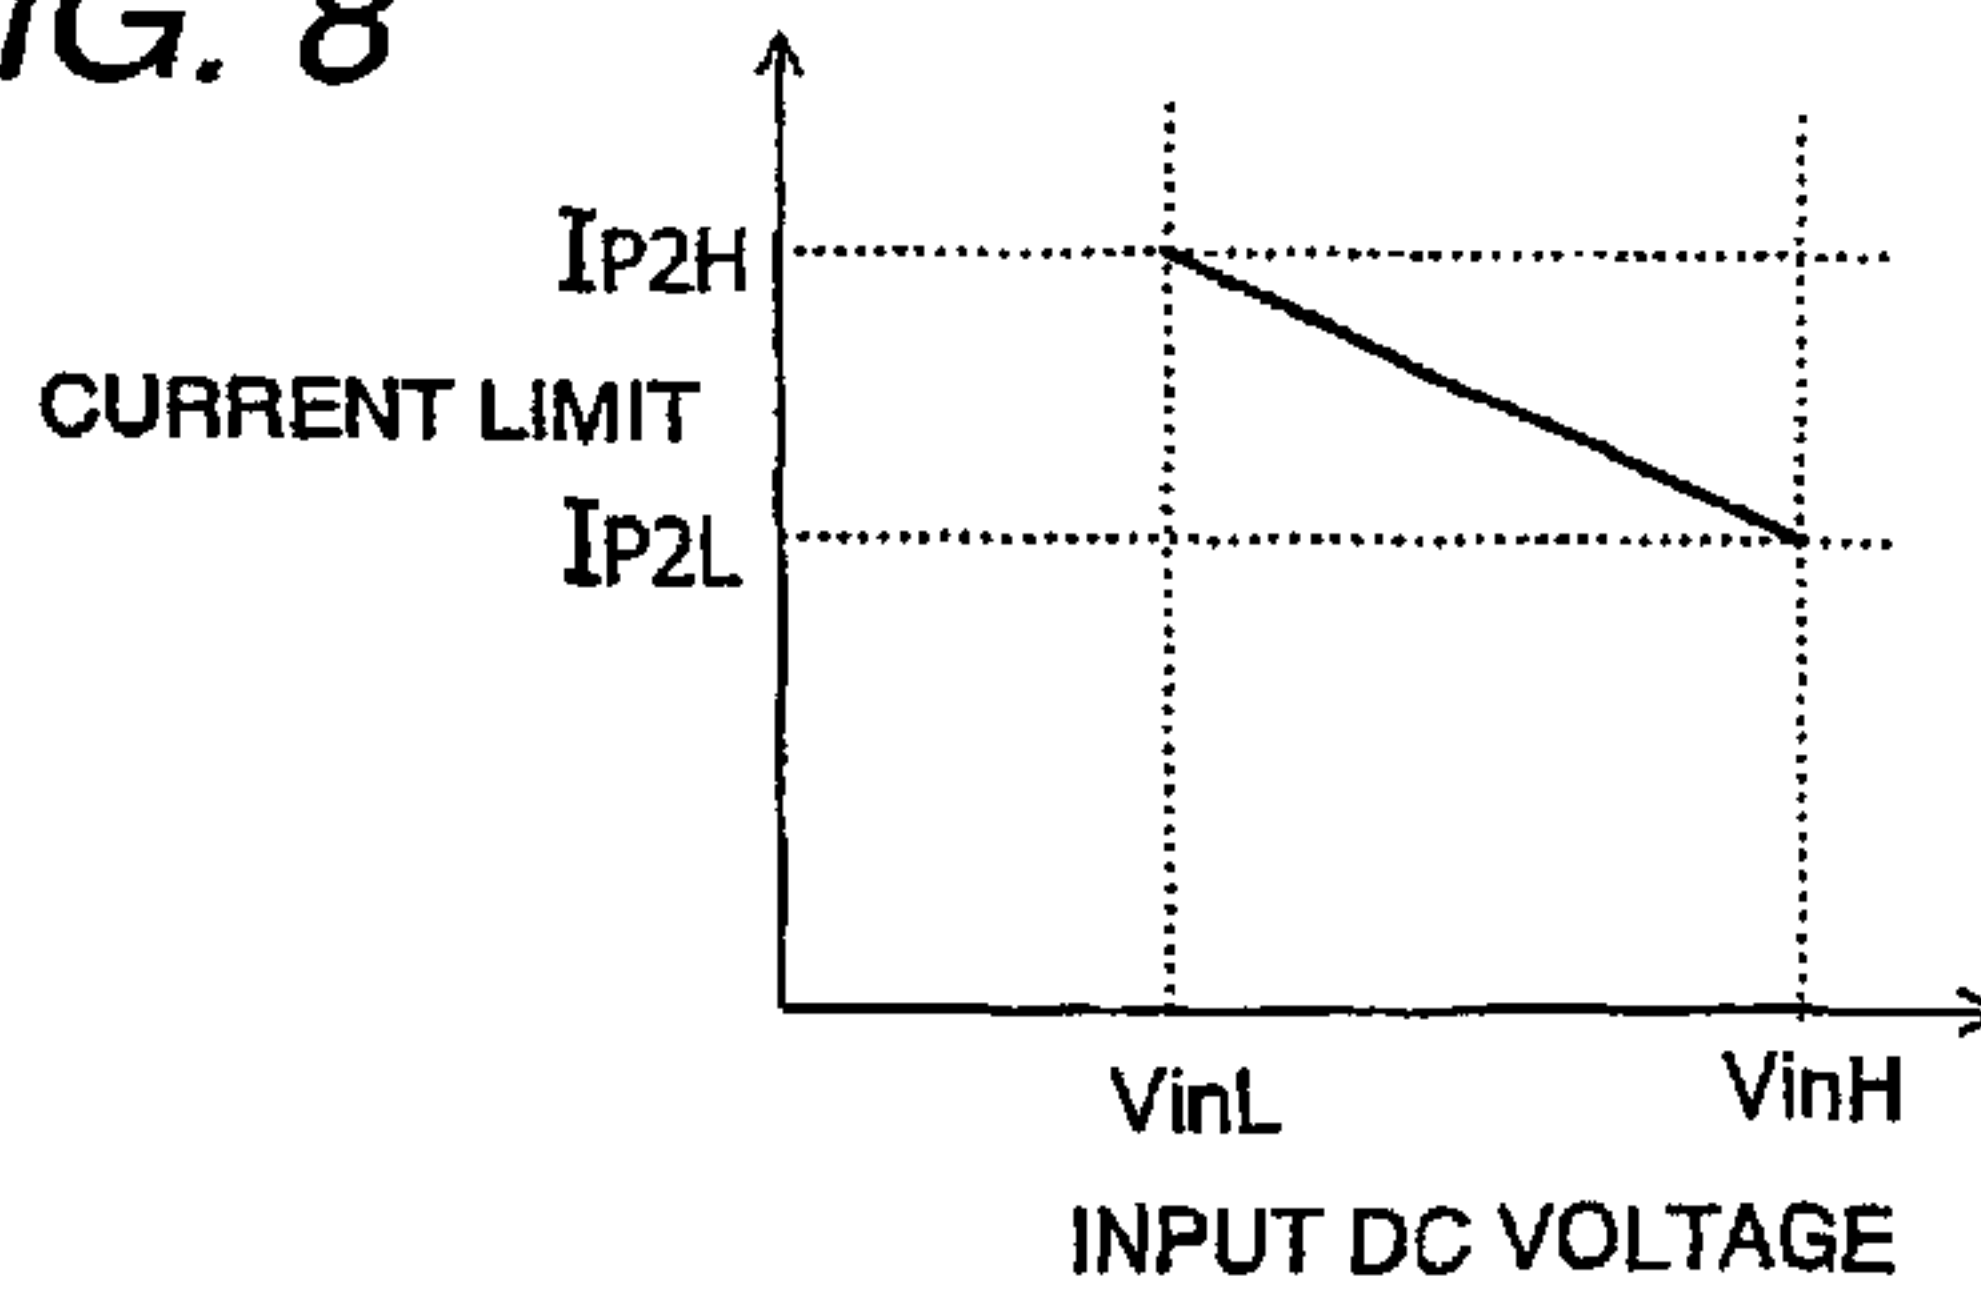 IG. 8
IP2H
CURRENT LIMIT
IP2L
VinL
VinH
INPUT DC VOLTAGE